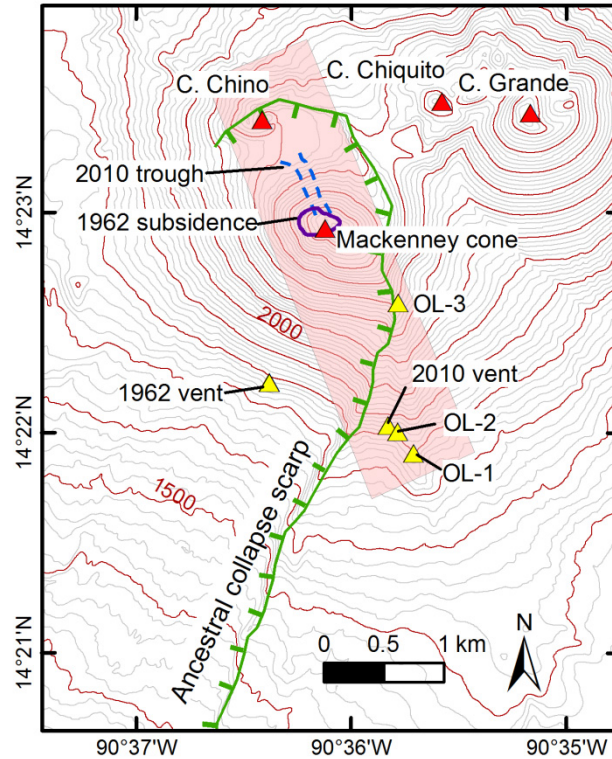 C. Chiquito
C. Grande
C. Chino
2010 trough
14°23'N
1962 subsidence
Mackenney cone
OL-3
2000
2010 vent
1962 vent
OL-2
14°22'N
OL-1
1500
Ancestral collapse scarp
N
0 0.5 1 km
14°21'N
90°37'W 90°36'W 90°35'W